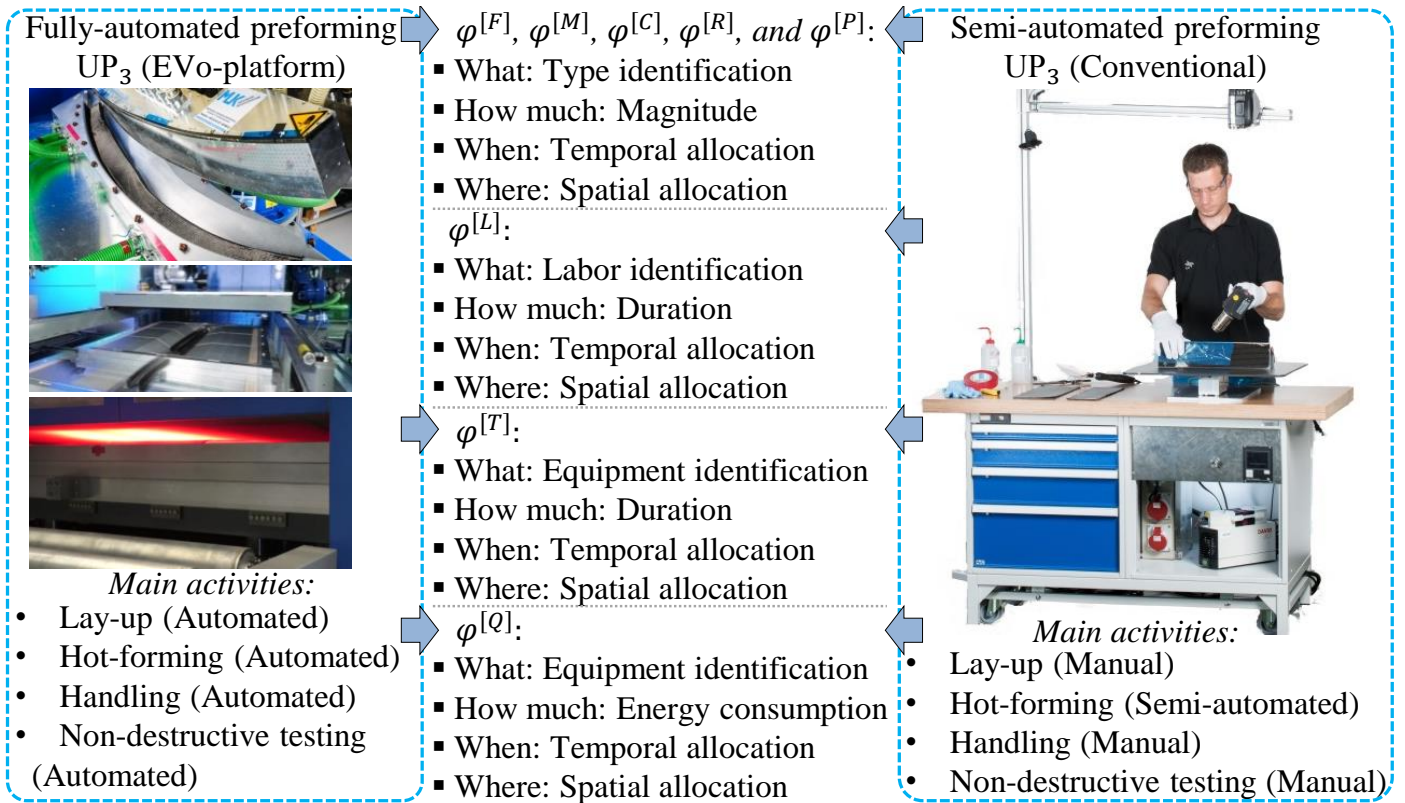 Fully-automated preforming
UP₃ (EVo-platform)
MK
Main activities:
• Lay-up (Automated)
• Hot-forming (Automated)
• Handling (Automated)
• Non-destructive testing
(Automated)
φ[F], φ[M], φ[C], φ[R], and φ[P]:
▪ What: Type identification
▪ How much: Magnitude
▪ When: Temporal allocation
▪ Where: Spatial allocation
φ[L]:
▪ What: Labor identification
▪ How much: Duration
▪ When: Temporal allocation
▪ Where: Spatial allocation
φ[T]:
▪ What: Equipment identification
▪ How much: Duration
▪ When: Temporal allocation
▪ Where: Spatial allocation
φ[Q]:
▪ What: Equipment identification
▪ How much: Energy consumption
▪ When: Temporal allocation
▪ Where: Spatial allocation
Semi-automated preforming
UP₃ (Conventional)
Main activities:
• Lay-up (Manual)
• Hot-forming (Semi-automated)
• Handling (Manual)
• Non-destructive testing (Manual)